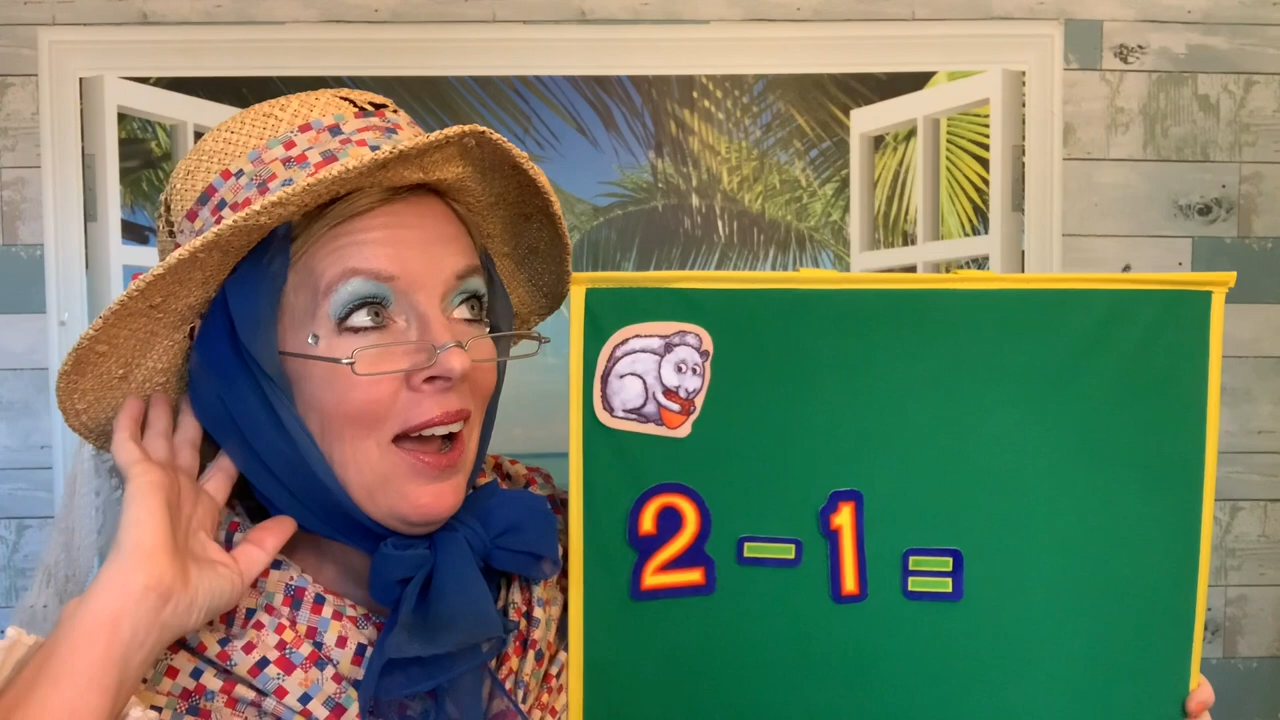 2 - 1 =